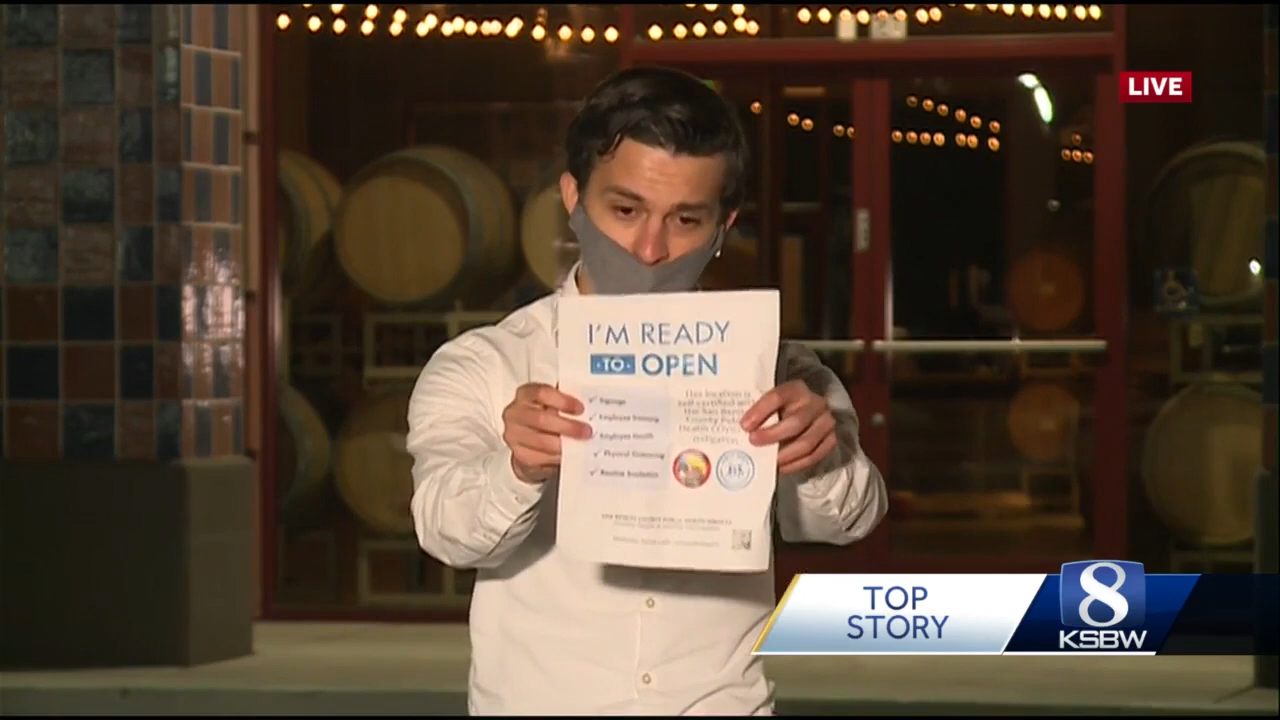 LIVE
I'M READY
TO OPEN
✓ Signage
✓ Employee Training
✓ Employee Health
✓ Physical Distancing
✓ Routine Sanitation
This location is
self-certified with
the San Benito
County Public
Health
TOP
STORY
8
KSBW